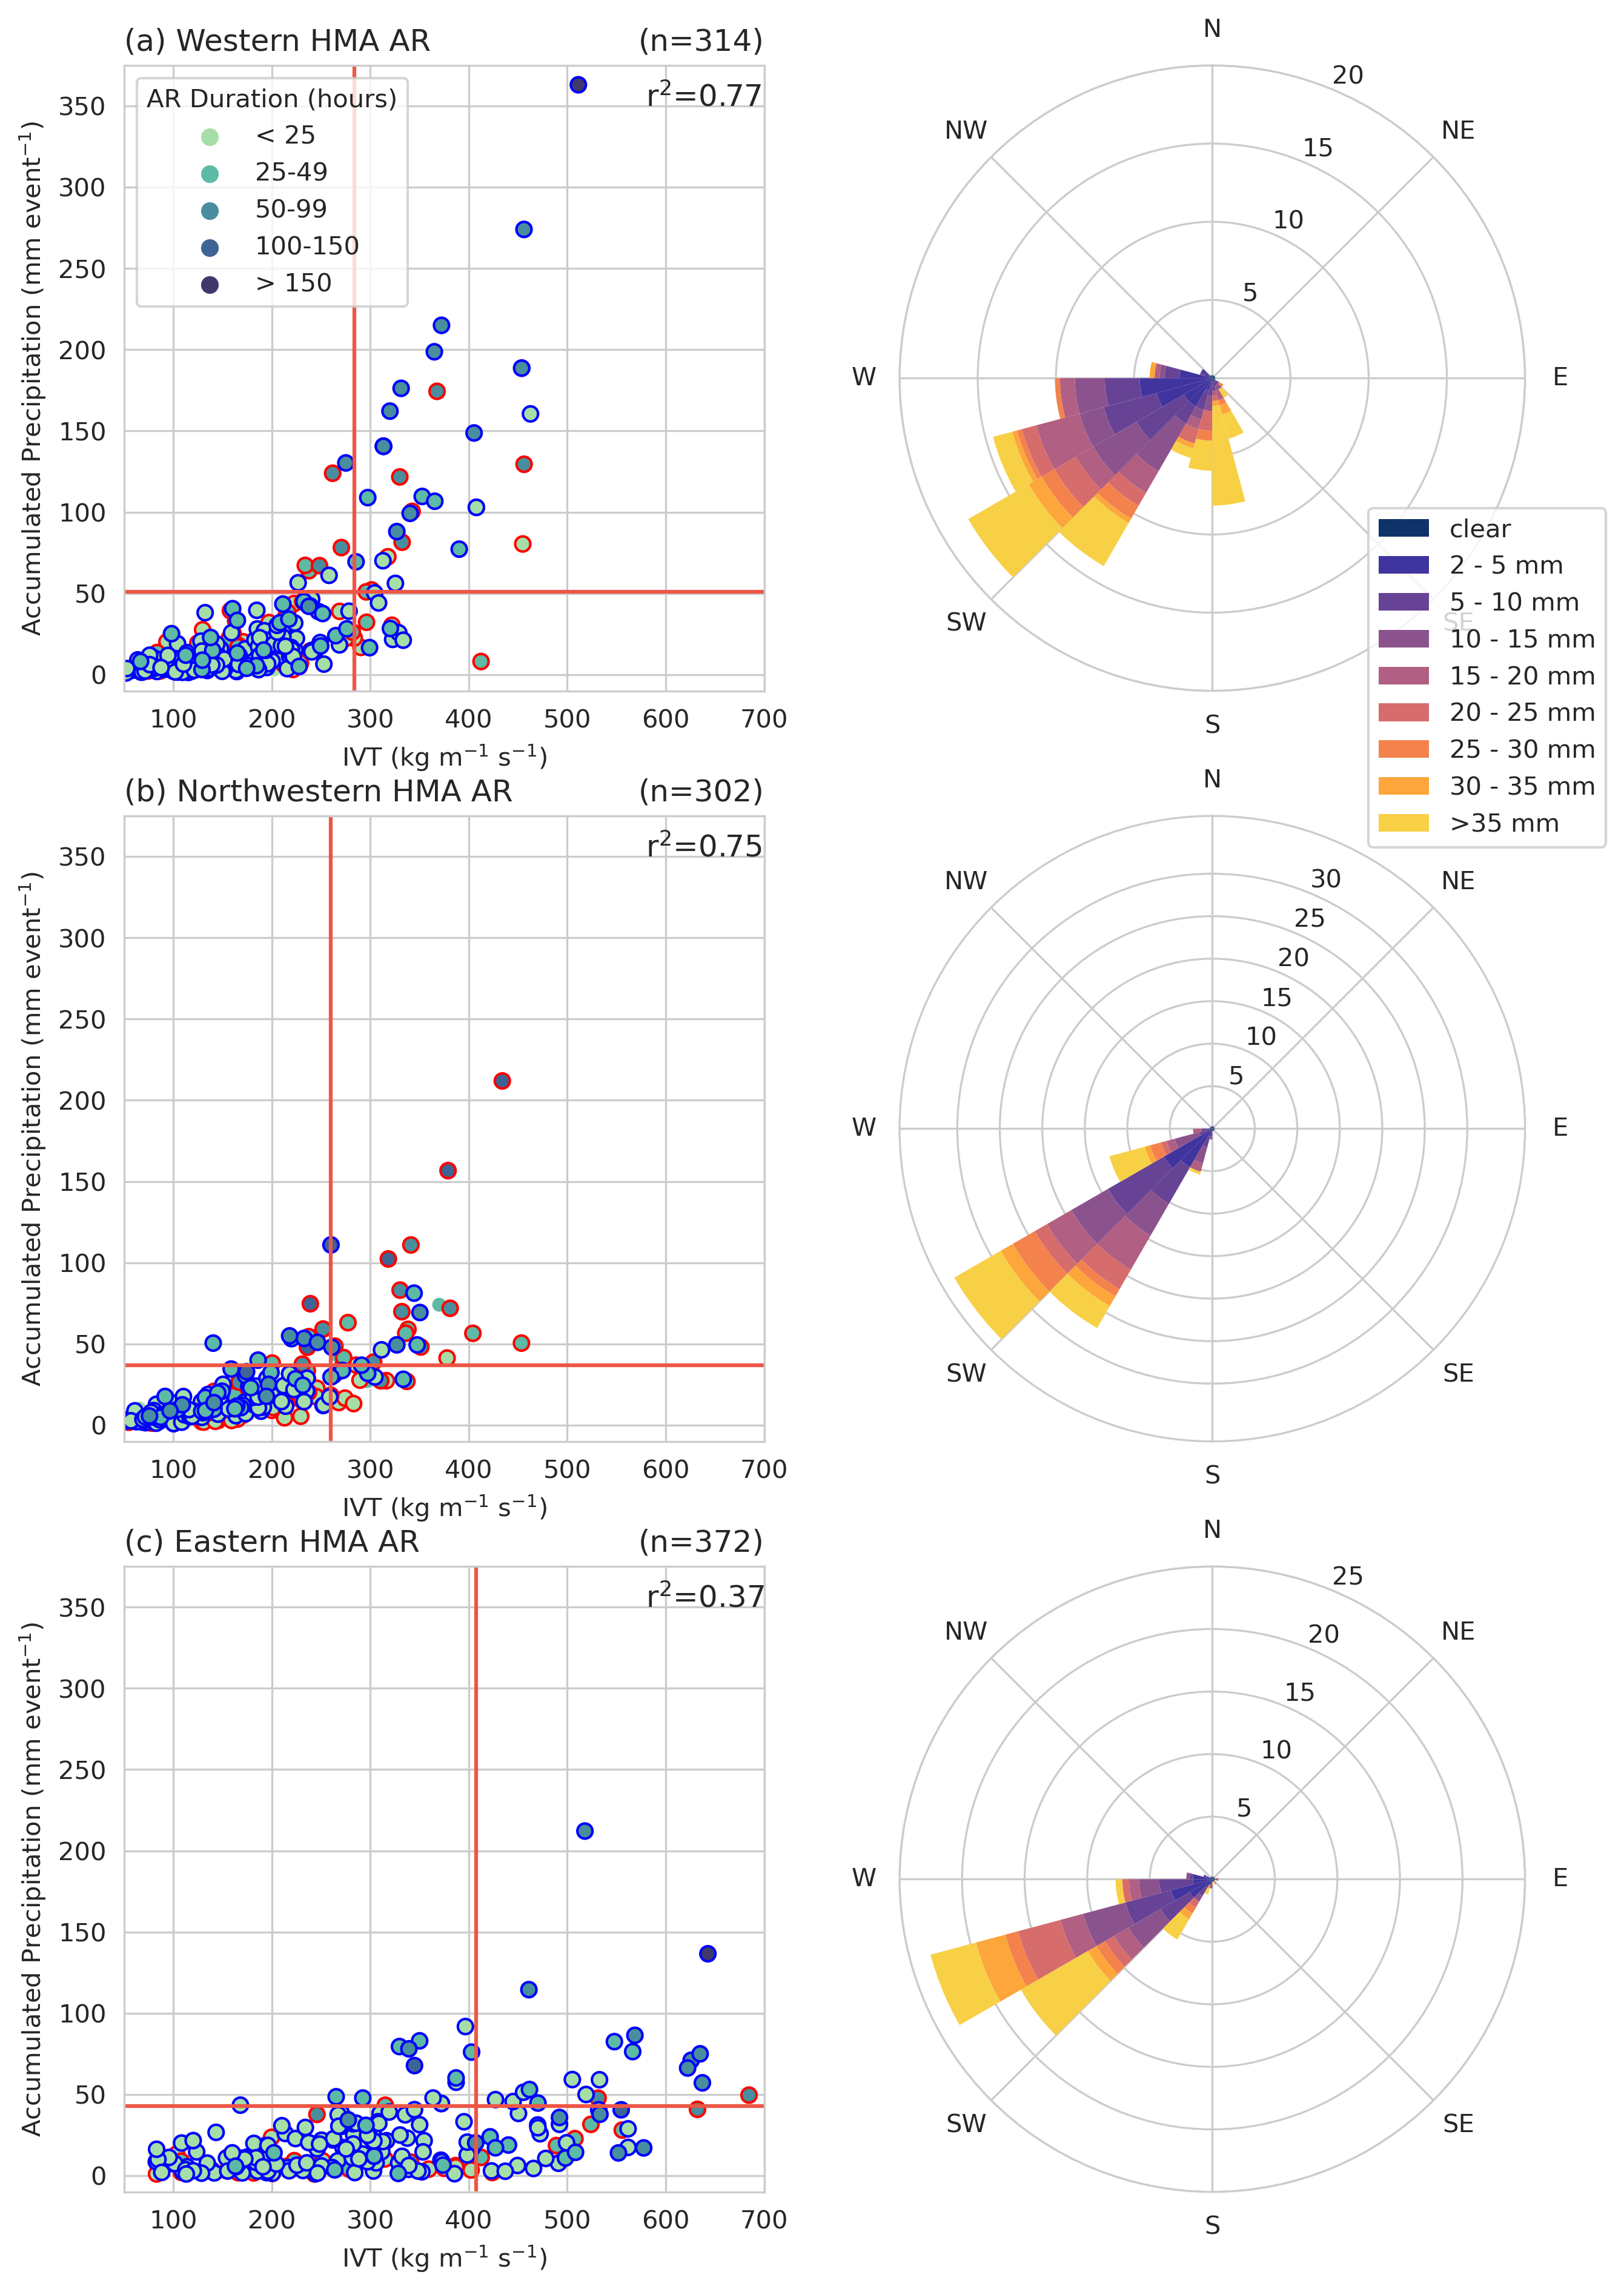 (a) Western HMA AR (n=314)
r²=0.77
AR Duration (hours)
< 25
25-49
50-99
100-150
> 150
350
300
250
200
150
100
50
0
Accumulated Precipitation (mm event⁻¹)
100 200 300 400 500 600 700
IVT (kg m⁻¹ s⁻¹)
N
NE
E
SE
S
SW
W
NW
20
15
10
5
clear
2 - 5 mm
5 - 10 mm
10 - 15 mm
15 - 20 mm
20 - 25 mm
25 - 30 mm
30 - 35 mm
>35 mm
(b) Northwestern HMA AR (n=302)
r²=0.75
350
300
250
200
150
100
50
0
Accumulated Precipitation (mm event⁻¹)
100 200 300 400 500 600 700
IVT (kg m⁻¹ s⁻¹)
N
NE
E
SE
S
SW
W
NW
30
25
20
15
10
5
(c) Eastern HMA AR (n=372)
r²=0.37
350
300
250
200
150
100
50
0
Accumulated Precipitation (mm event⁻¹)
100 200 300 400 500 600 700
IVT (kg m⁻¹ s⁻¹)
N
NE
E
SE
S
SW
W
NW
25
20
15
10
5